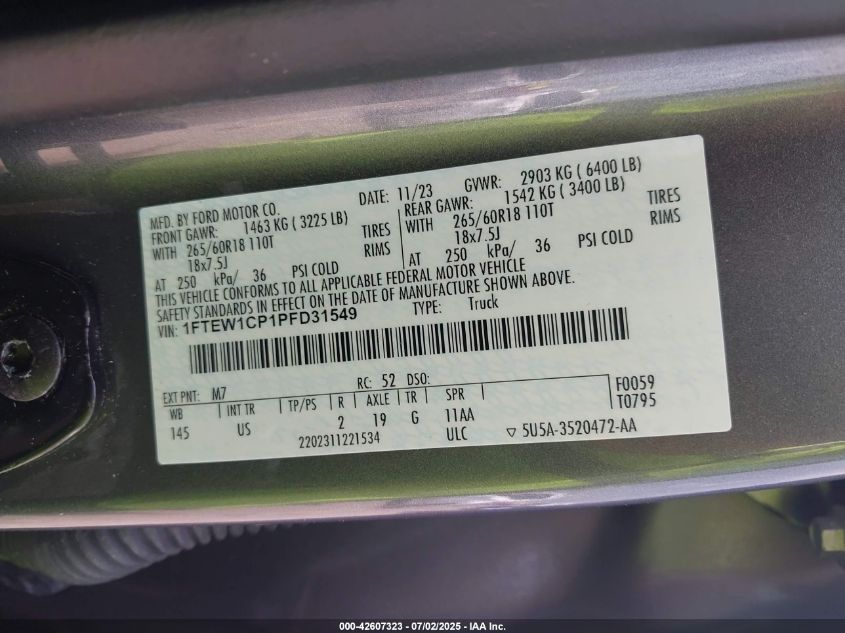 MFD. BY FORD MOTOR CO.
DATE: 11/23 GVWR: 2903 KG ( 6400 LB)
FRONT GAWR: 1463 KG ( 3225 LB) REAR GAWR: 1542 KG ( 3400 LB)
WITH 265/60R18 110T TIRES WITH 265/60R18 110T TIRES
18x7.5J RIMS 18x7.5J RIMS
AT 250 kPa/ 36 PSI COLD AT 250 kPa/ 36 PSI COLD
THIS VEHICLE CONFORMS TO ALL APPLICABLE FEDERAL MOTOR VEHICLE
SAFETY STANDARDS IN EFFECT ON THE DATE OF MANUFACTURE SHOWN ABOVE.
VIN: 1FTEW1CP1PFD31549 TYPE: Truck
EXT PNT: M7 RC: 52 DSO:
WB INT TR TP/PS R AXLE TR SPR F0059
145 US 2 19 G 11AA T0795
2202311221534 ULC ▽ 5U5A-3520472-AA
000-42607323 - 07/02/2025 - IAA Inc.